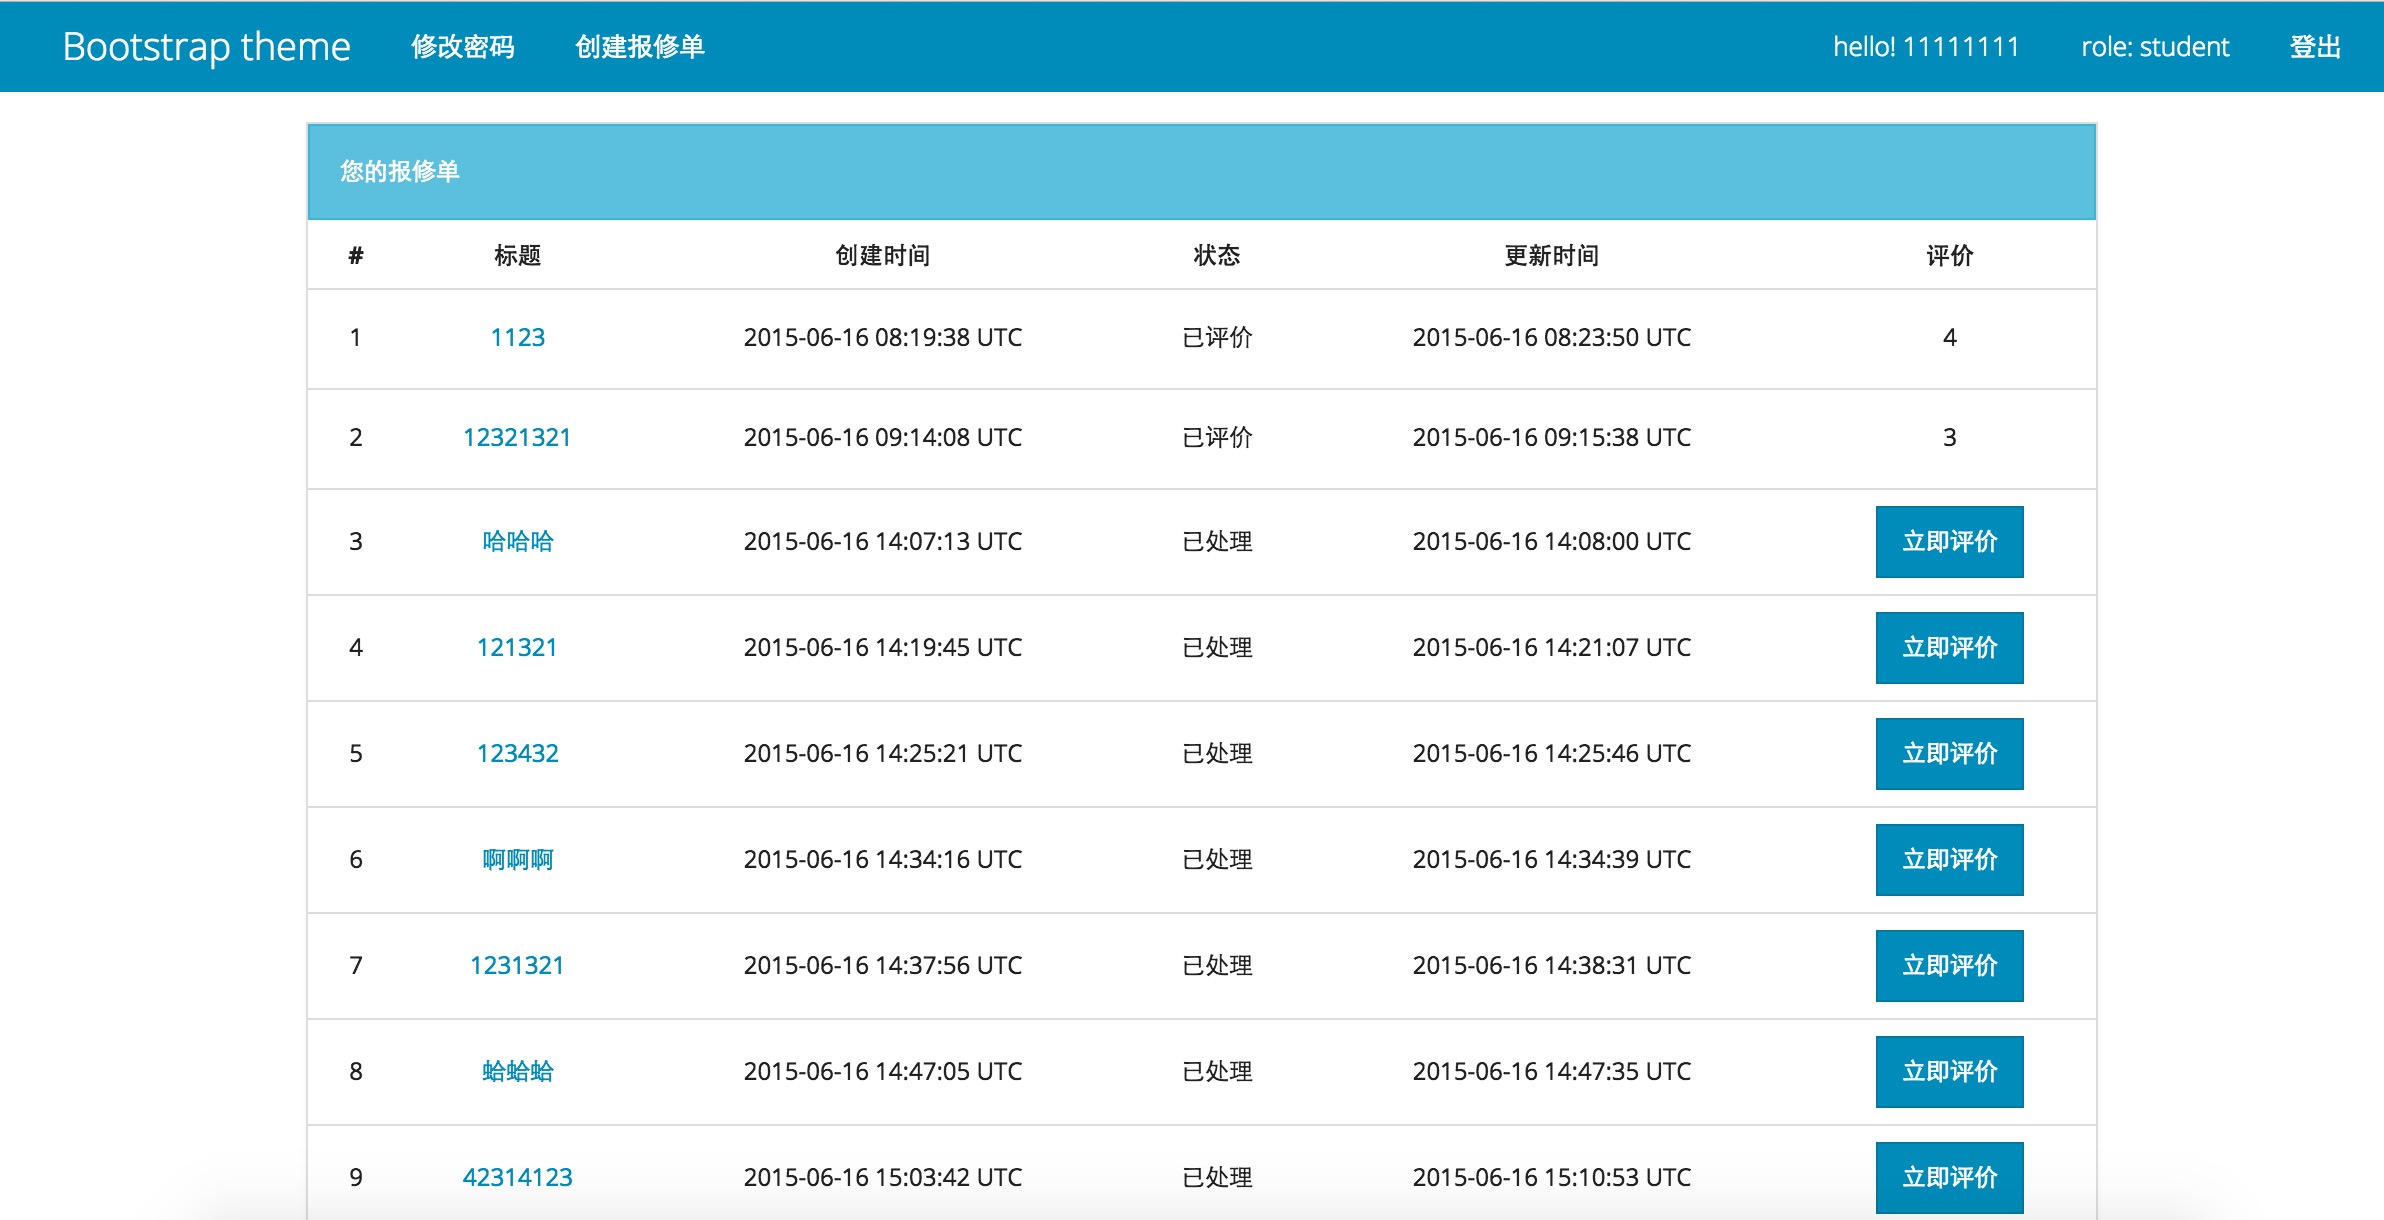 Bootstrap theme 修改密码 创建报修单 hello! 11111111 role: student 登出
您的报修单
# 标题 创建时间 状态 更新时间 评价
1 1123 2015-06-16 08:19:38 UTC 已评价 2015-06-16 08:23:50 UTC 4
2 12321321 2015-06-16 09:14:08 UTC 已评价 2015-06-16 09:15:38 UTC 3
3 哈哈哈 2015-06-16 14:07:13 UTC 已处理 2015-06-16 14:08:00 UTC 立即评价
4 121321 2015-06-16 14:19:45 UTC 已处理 2015-06-16 14:21:07 UTC 立即评价
5 123432 2015-06-16 14:25:21 UTC 已处理 2015-06-16 14:25:46 UTC 立即评价
6 啊啊啊 2015-06-16 14:34:16 UTC 已处理 2015-06-16 14:34:39 UTC 立即评价
7 1231321 2015-06-16 14:37:56 UTC 已处理 2015-06-16 14:38:31 UTC 立即评价
8 蛤蛤蛤 2015-06-16 14:47:05 UTC 已处理 2015-06-16 14:47:35 UTC 立即评价
9 42314123 2015-06-16 15:03:42 UTC 已处理 2015-06-16 15:10:53 UTC 立即评价